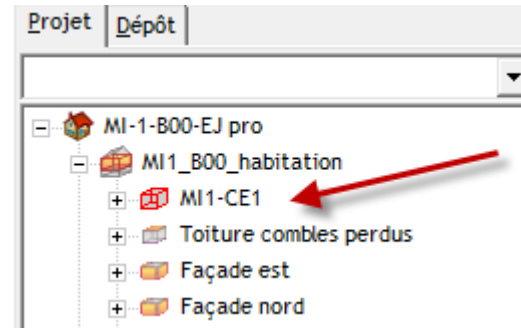 Projet Dépôt
MI-1-B00-EJ pro
MI1_B00_habitation
MI1-CE1
Toiture combles perdus
Façade est
Façade nord